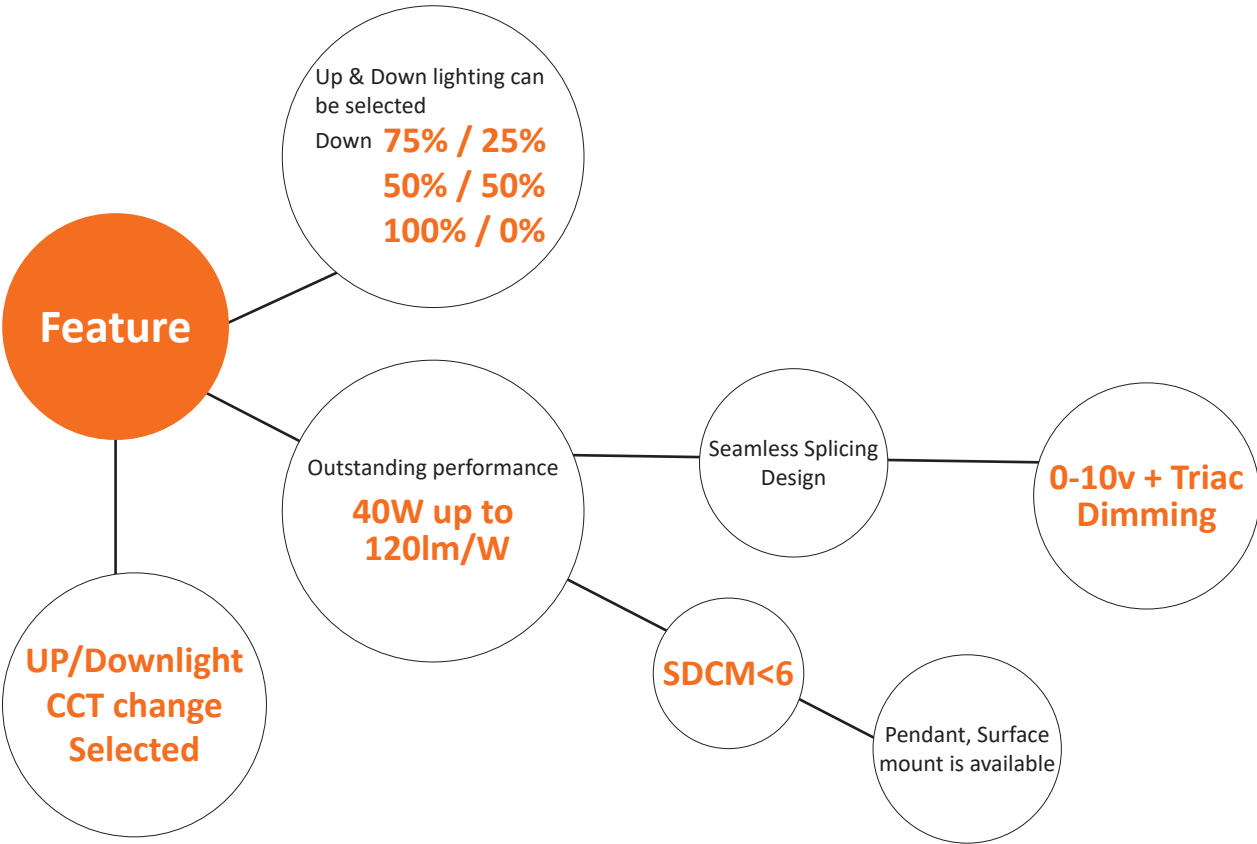 Up & Down lighting can
be selected
Down 75% / 25%
50% / 50%
100% / 0%
Feature
Outstanding performance
40W up to
120lm/W
Seamless Splicing
Design
0-10v + Triac
Dimming
UP/Downlight
CCT change
Selected
SDCM<6
Pendant, Surface
mount is available